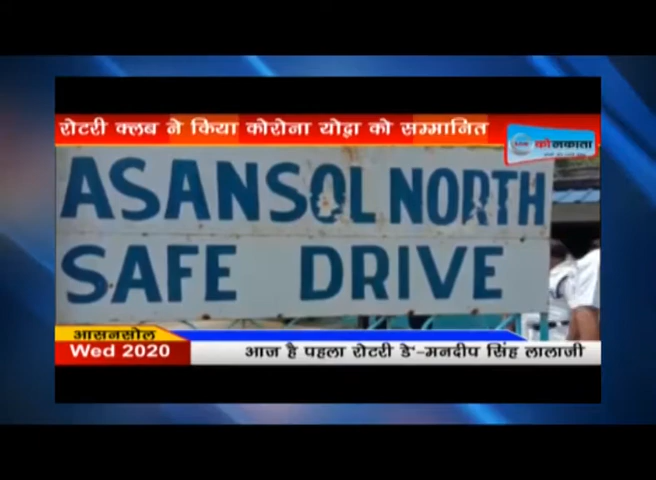 रोटरी क्लब ने किया कोरोना योद्धा को सम्मानित
कोलकाता
ASANSOL NORTH
SAFE DRIVE
आसनसोल
Wed 2020
आज है पहला रोटरी डे'-मनदीप सिंह लालाजी